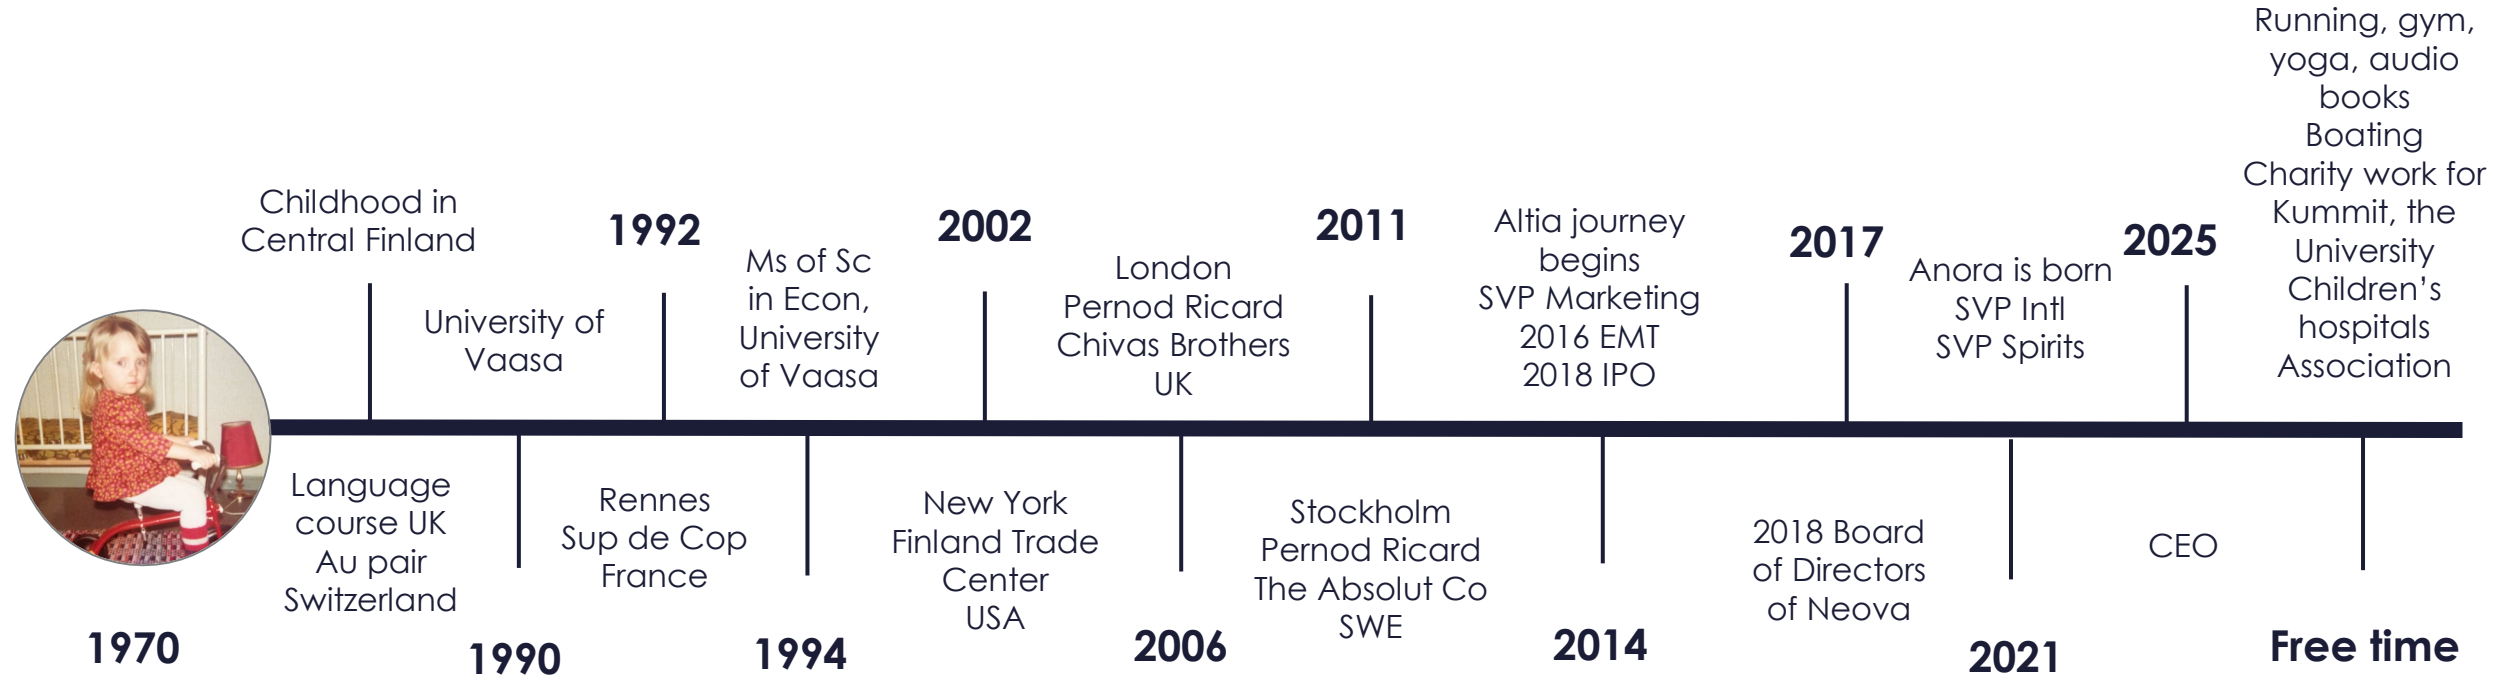 Childhood in
Central Finland
1970
Language
course UK
Au pair
Switzerland
University of
Vaasa
1990
1992
Rennes
Sup de Cop
France
Ms of Sc
in Econ,
University
of Vaasa
1994
2002
New York
Finland Trade
Center
USA
London
Pernod Ricard
Chivas Brothers
UK
2006
2011
Stockholm
Pernod Ricard
The Absolut Co
SWE
Altia journey
begins
SVP Marketing
2016 EMT
2018 IPO
2014
2017
2018 Board
of Directors
of Neova
Anora is born
SVP Intl
SVP Spirits
2021
2025
CEO
Running, gym,
yoga, audio
books
Boating
Charity work for
Kummit, the
University
Children’s
hospitals
Association
Free time